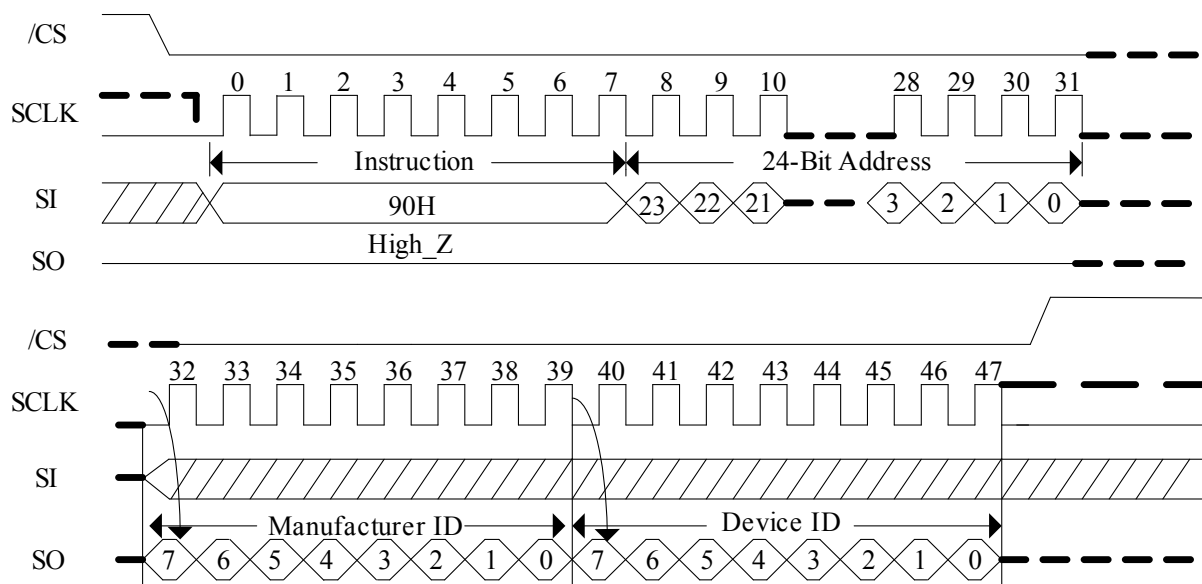 /CS
0 1 2 3 4 5 6 7 8 9 10 28 29 30 31
SCLK
Instruction 24-Bit Address
SI 90H 23 22 21 3 2 1 0
High_Z
SO
/CS
32 33 34 35 36 37 38 39 40 41 42 43 44 45 46 47
SCLK
SI
Manufacturer ID Device ID
SO 7 6 5 4 3 2 1 0 7 6 5 4 3 2 1 0